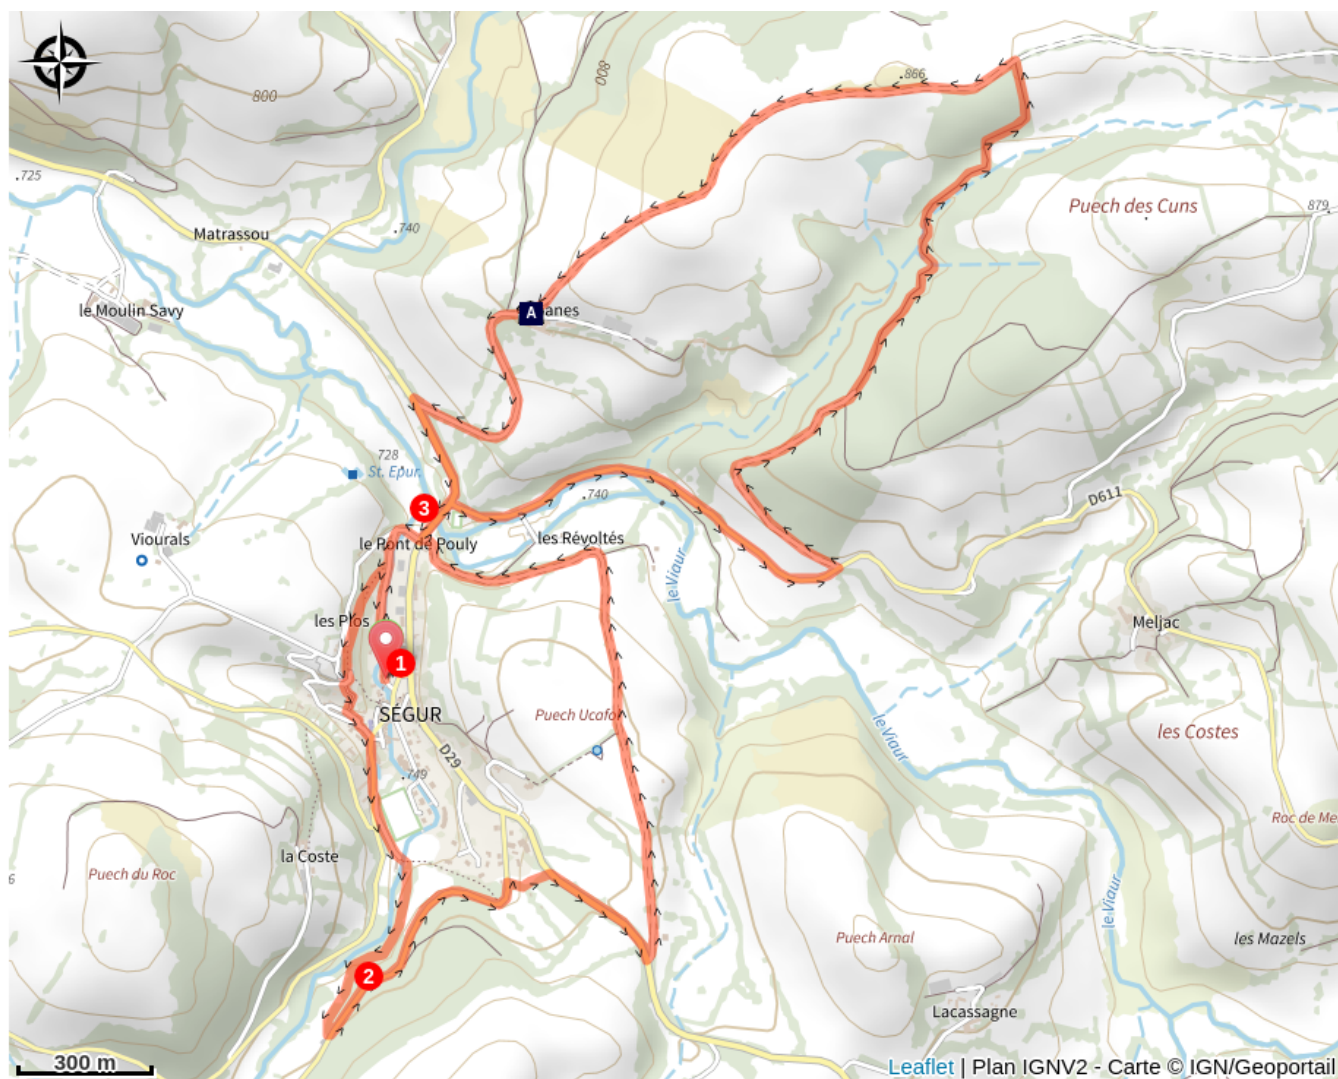 800
800
866
.725
Puech des Cuns
879
Matrassou
.740
le Moulin Savy
A
anes
728
St. Epur.
.740
D611
3
Viourals
le Pont de Pouly
les Révoltés
le Viaur
les Plos
Meljac
1
SÉGUR
Puech Ucafol
le Viaur
les Costes
D29
.749
Roc de Me
la Coste
6
Puech du Roc
le Viaur
Puech Arnal
les Mazels
2
Lacassagne
300 m
Leaflet | Plan IGNV2 - Carte © IGN/Geoportail